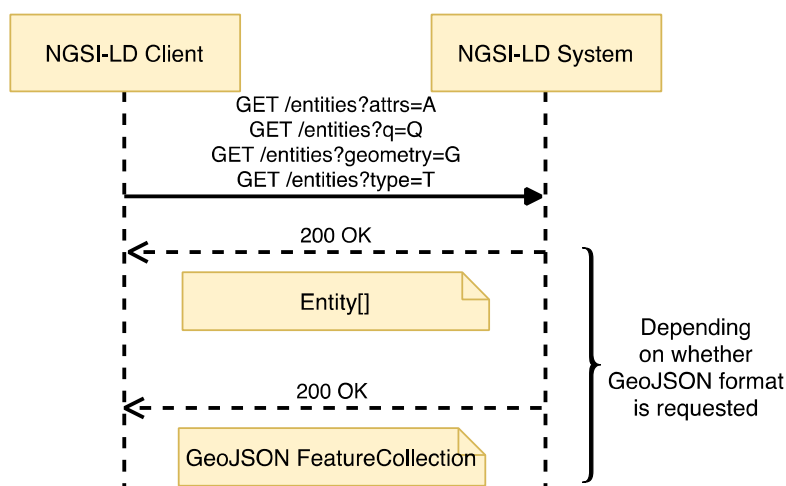 NGSI-LD Client
NGSI-LD System
GET /entities?attrs=A
GET /entities?q=Q
GET /entities?geometry=G
GET /entities?type=T
200 OK
Entity[]
Depending
on whether
GeoJSON format
is requested
200 OK
GeoJSON FeatureCollection